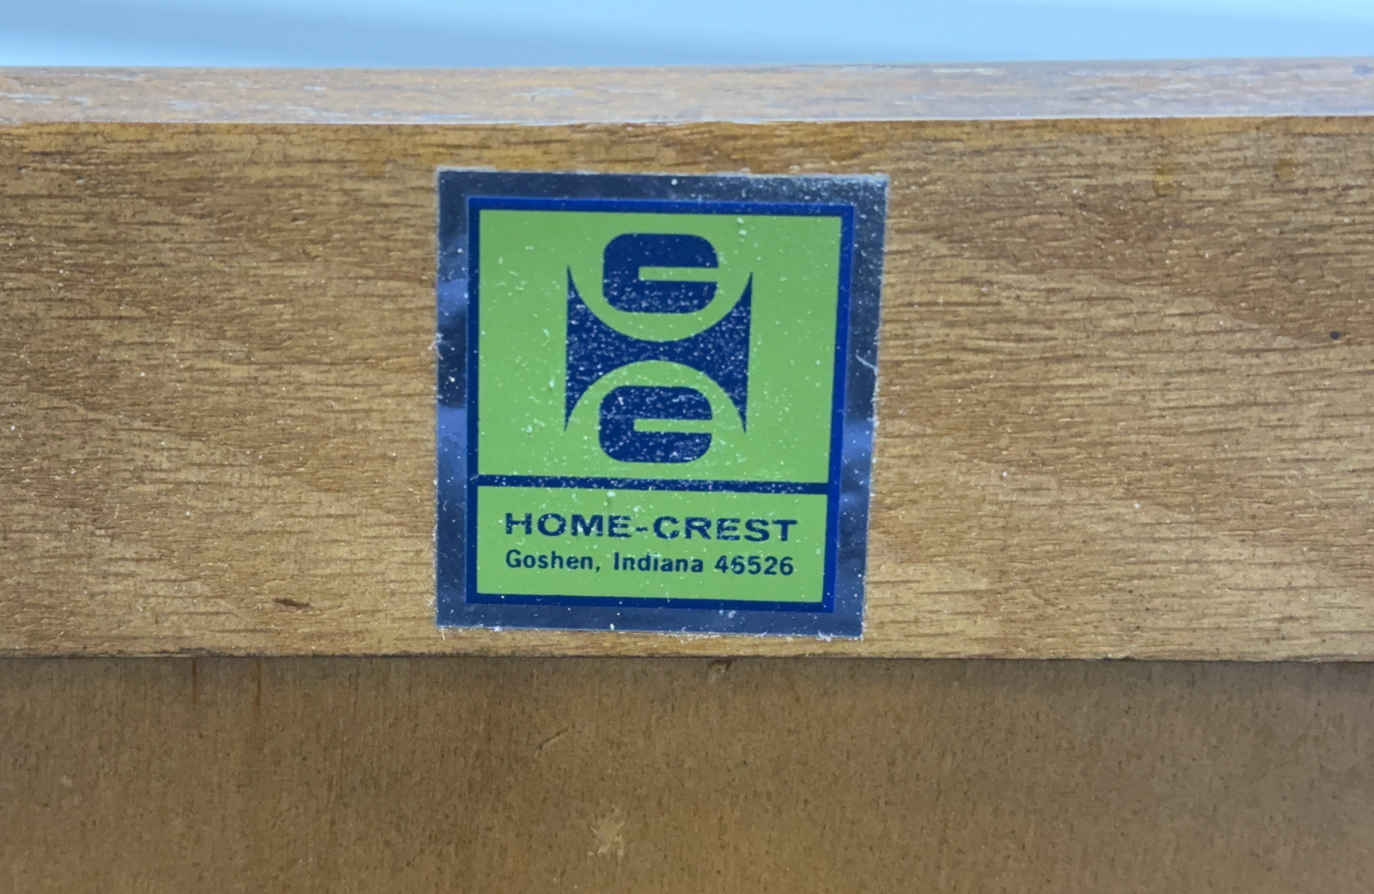 HOME-CREST
Goshen, Indiana 46526